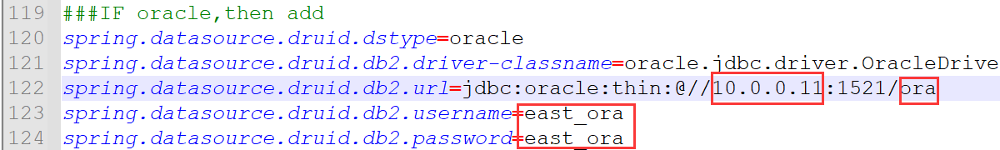 119 ###IF oracle,then add
120 spring.datasource.druid.dstype=oracle
121 spring.datasource.druid.db2.driver-classname=oracle.jdbc.driver.OracleDrive
122 spring.datasource.druid.db2.url=jdbc:oracle:thin:@//10.0.0.11:1521/ora
123 spring.datasource.druid.db2.username=east_ora
124 spring.datasource.druid.db2.password=east_ora